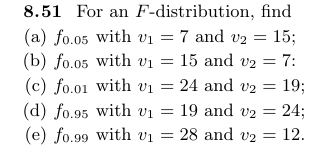 8.51 For an F-distribution, find
(a) f₀.₀₅ with v₁ = 7 and v₂ = 15;
(b) f₀.₀₅ with v₁ = 15 and v₂ = 7:
(c) f₀.₀₁ with v₁ = 24 and v₂ = 19;
(d) f₀.₉₅ with v₁ = 19 and v₂ = 24;
(e) f₀.₉₉ with v₁ = 28 and v₂ = 12.